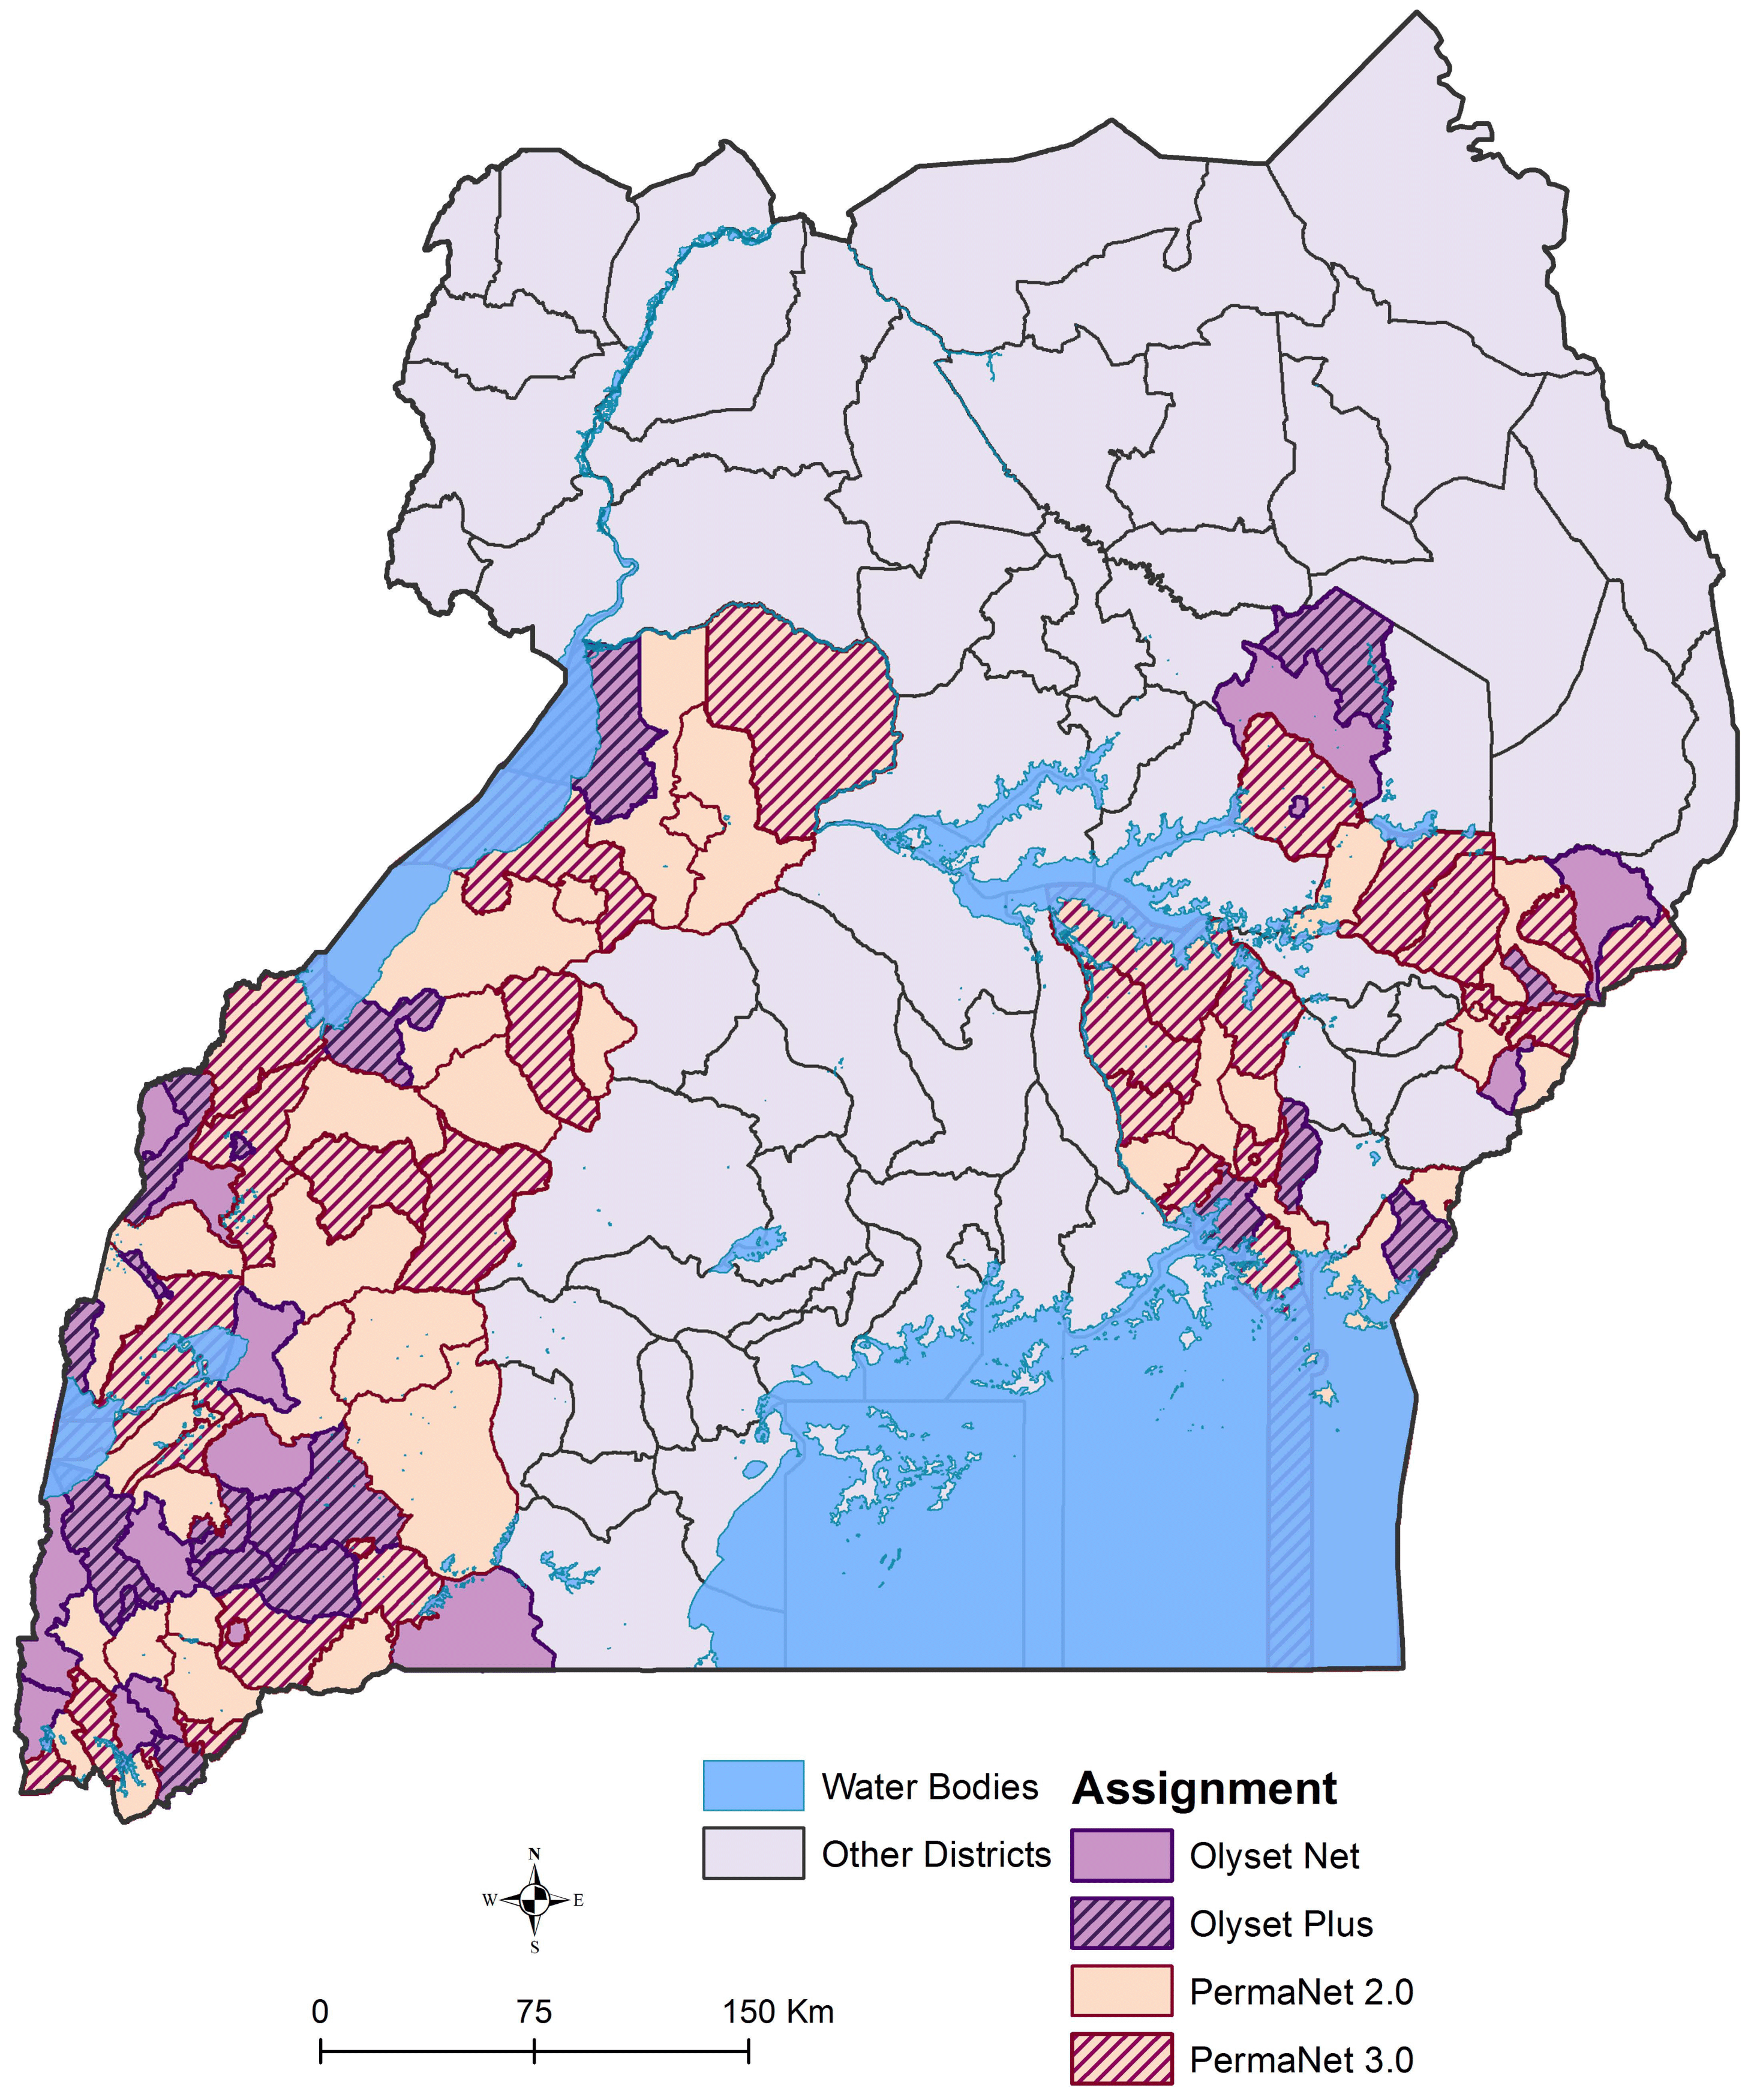 Water Bodies
Other Districts
Assignment
Olyset Net
Olyset Plus
PermaNet 2.0
PermaNet 3.0
N
W E
S
0 75 150 Km